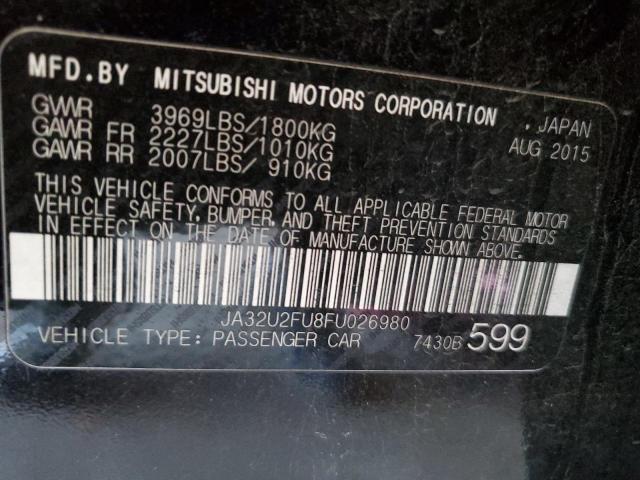 MFD.BY MITSUBISHI MOTORS CORPORATION . JAPAN
GVWR 3969LBS/1800KG AUG 2015
GAWR FR 2227LBS/1010KG
GAWR RR 2007LBS/ 910KG
THIS VEHICLE CONFORMS TO ALL APPLICABLE FEDERAL MOTOR
VEHICLE SAFETY, BUMPER, AND THEFT PREVENTION STANDARDS
IN EFFECT ON THE DATE OF MANUFACTURE SHOWN ABOVE.
JA32U2FU8FU026980
VEHICLE TYPE: PASSENGER CAR 7430B 599